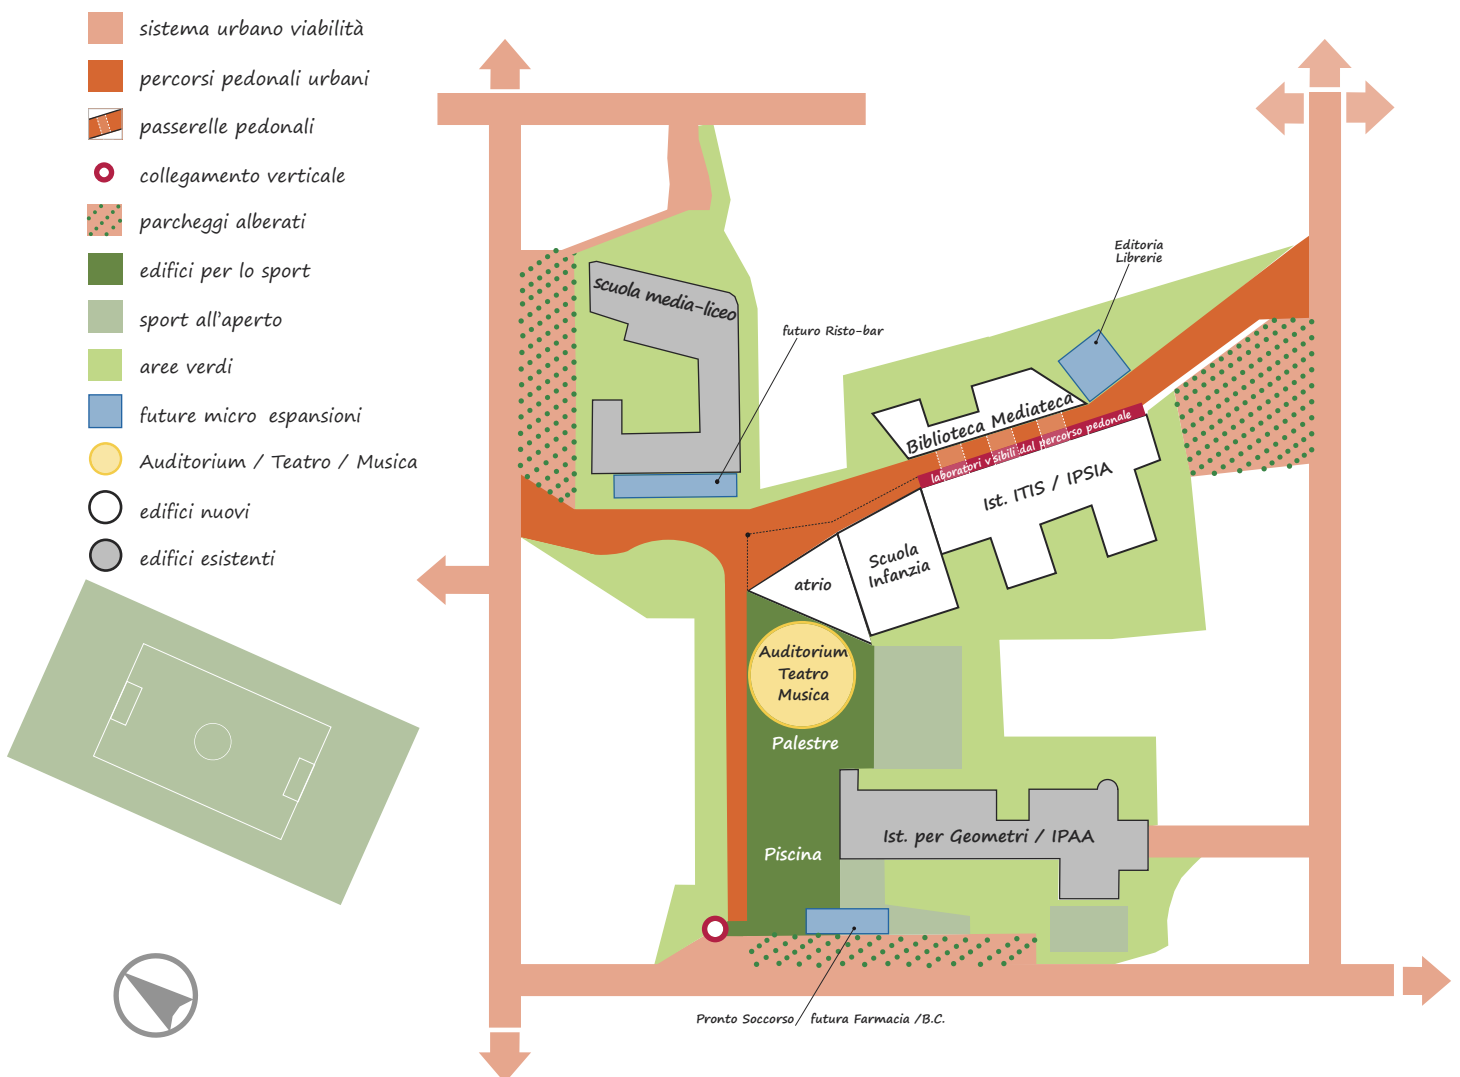 sistema urbano viabilità
percorsi pedonali urbani
passerelle pedonali
collegamento verticale
parcheggi alberati
edifici per lo sport
sport all'aperto
aree verdi
future micro espansioni
Auditorium / Teatro / Musica
edifici nuovi
edifici esistenti
scuola media-liceo
futuro Risto-bar
Editoria
Librerie
Biblioteca Mediateca
laboratori visibili dal percorso pedonale
Ist. ITIS / IPSIA
Scuola
Infanzia
atrio
Auditorium
Teatro
Musica
Palestre
Ist. per Geometri / IPAA
Piscina
Pronto Soccorso / futura Farmacia /B.C.